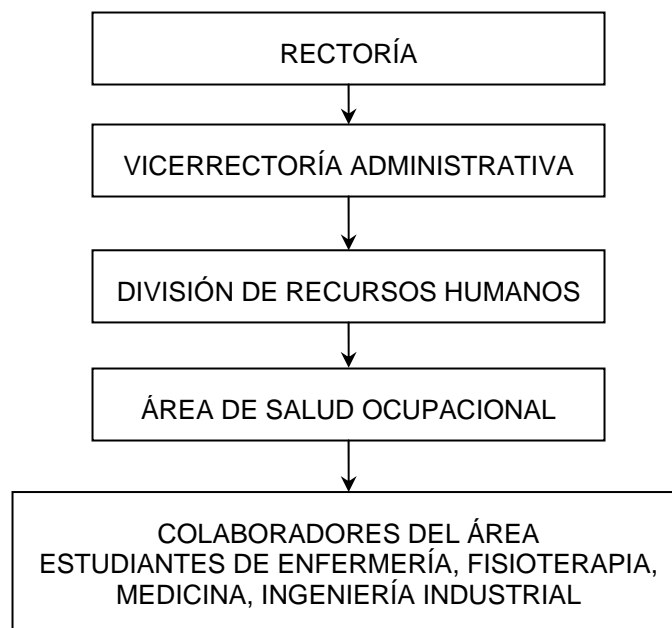 RECTORÍA
VICERRECTORÍA ADMINISTRATIVA
DIVISIÓN DE RECURSOS HUMANOS
ÁREA DE SALUD OCUPACIONAL
COLABORADORES DEL ÁREA
ESTUDIANTES DE ENFERMERÍA, FISIOTERAPIA,
MEDICINA, INGENIERÍA INDUSTRIAL